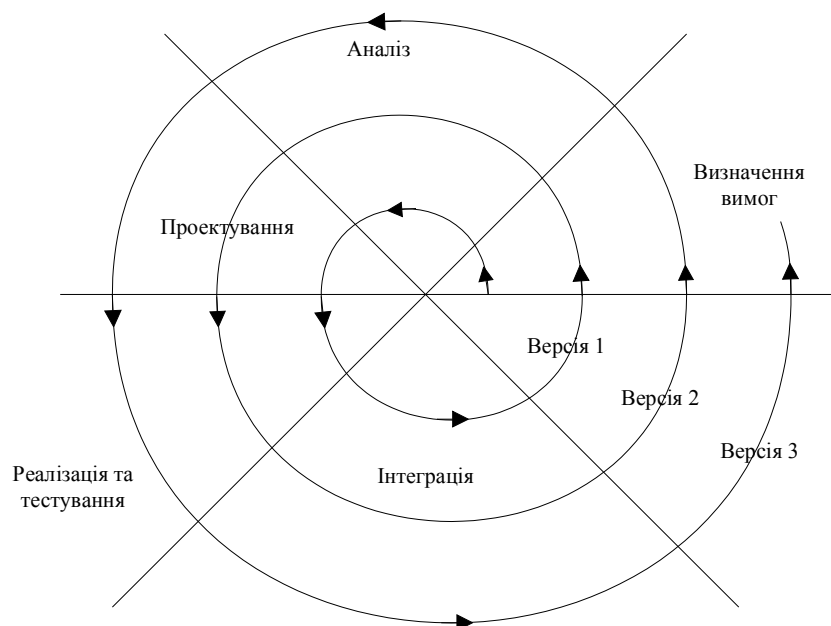 Аналіз
Визначення
вимог
Проектування
Версія 1
Версія 2
Версія 3
Реалізація та
тестування
Інтеграція